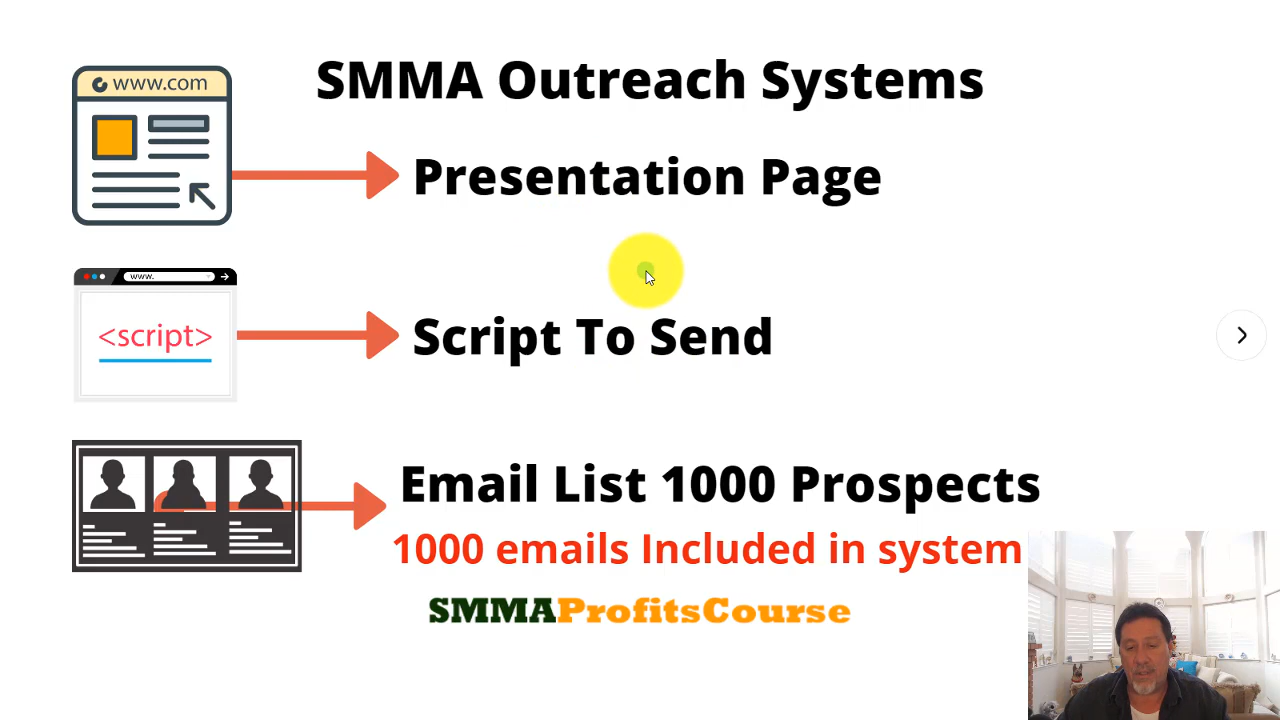 www.com
SMMA Outreach Systems
Presentation Page
www.
<script>
Script To Send
Email List 1000 Prospects
1000 emails Included in system
SMMAProfitsCourse